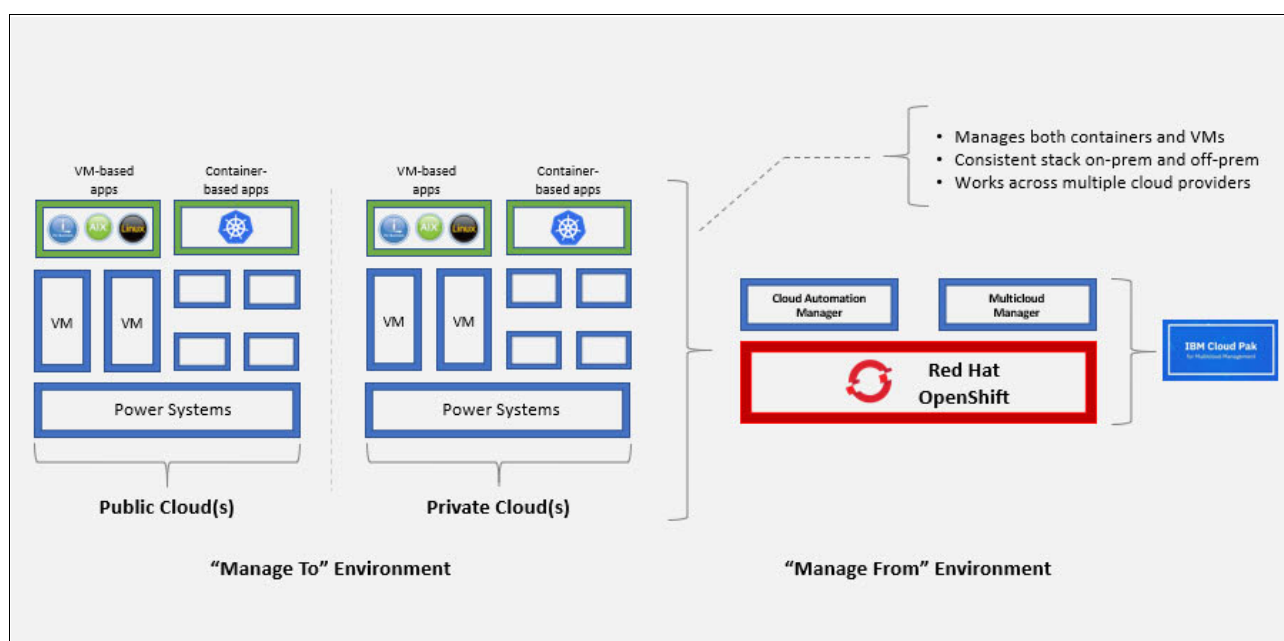 VM-based
apps
Container-
based apps
AIX
Linux
VM
VM
Power Systems
Public Cloud(s)
VM-based
apps
Container-
based apps
AIX
Linux
VM
VM
Power Systems
Private Cloud(s)
“Manage To” Environment
• Manages both containers and VMs
• Consistent stack on-prem and off-prem
• Works across multiple cloud providers
Cloud Automation
Manager
Multicloud
Manager
Red Hat
OpenShift
IBM Cloud Pak
for Multicloud Management
“Manage From” Environment